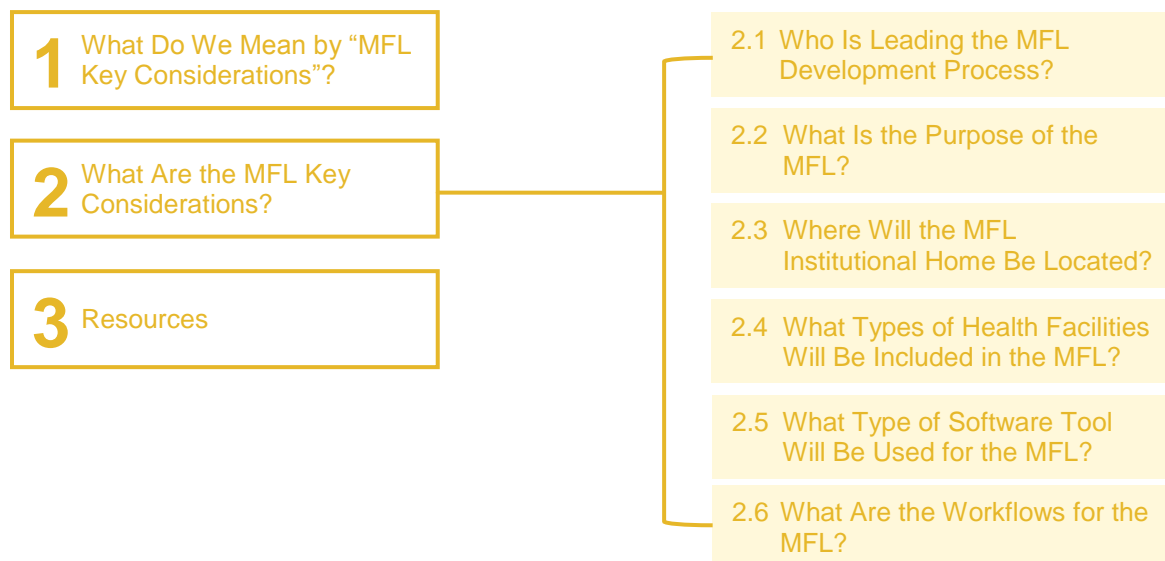 1 What Do We Mean by “MFL
Key Considerations”?
2 What Are the MFL Key
Considerations?
3 Resources
2.1 Who Is Leading the MFL
Development Process?
2.2 What Is the Purpose of the
MFL?
2.3 Where Will the MFL
Institutional Home Be Located?
2.4 What Types of Health Facilities
Will Be Included in the MFL?
2.5 What Type of Software Tool
Will Be Used for the MFL?
2.6 What Are the Workflows for the
MFL?